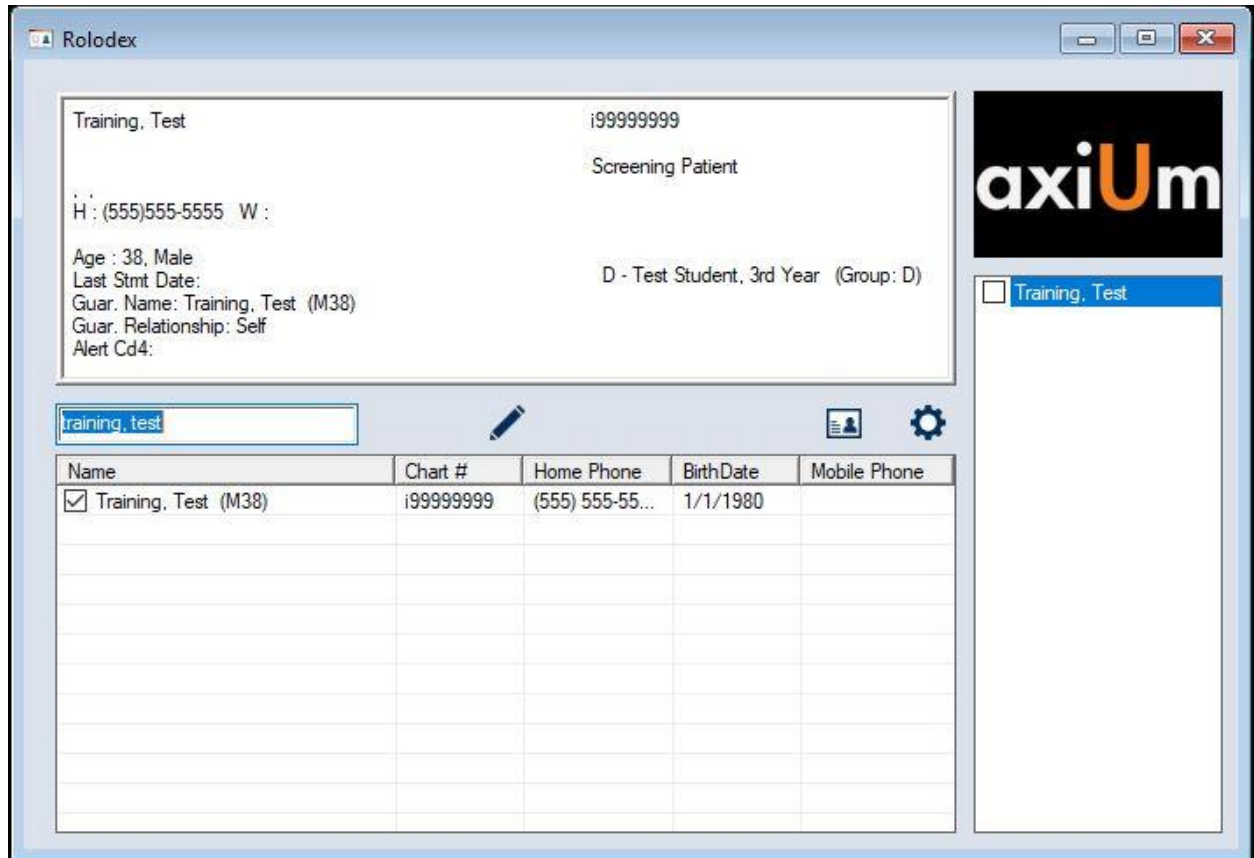 Rolodex
Training, Test i99999999
Screening Patient
, ,
H : (555)555-5555 W :
Age : 38, Male
Last Stmt Date:
D - Test Student, 3rd Year (Group: D)
Guar. Name: Training, Test (M38)
Guar. Relationship: Self
Alert Cd4:
axiUm
Training, Test
training, test
Name Chart # Home Phone BirthDate Mobile Phone
Training, Test (M38) i99999999 (555) 555-55... 1/1/1980